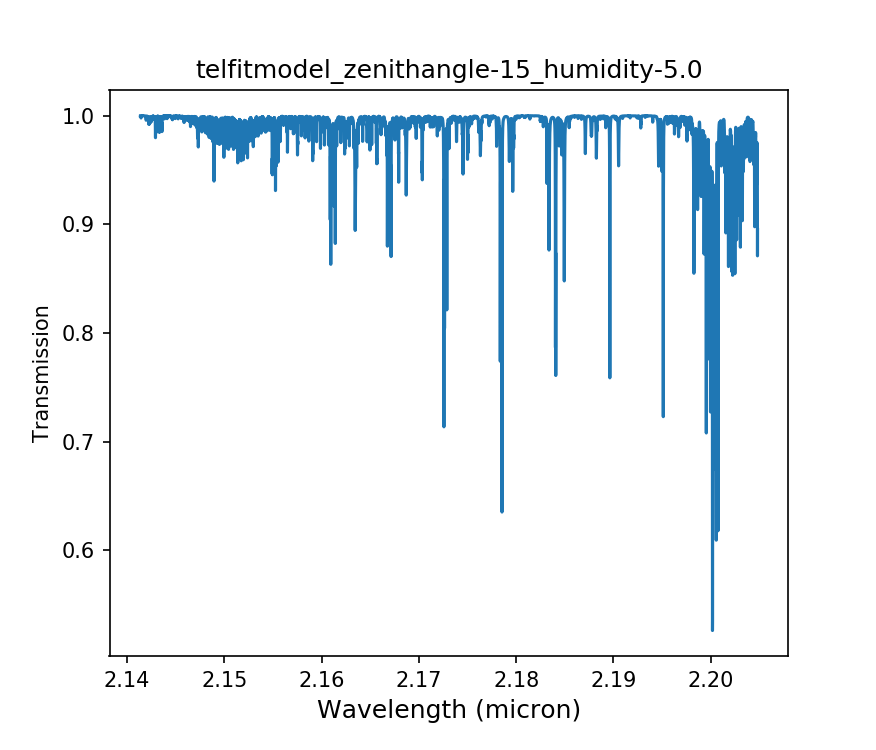 telfitmodel_zenithangle-15_humidity-5.0
1.0
0.9
0.8
0.7
0.6
Transmission
2.14 2.15 2.16 2.17 2.18 2.19 2.20
Wavelength (micron)